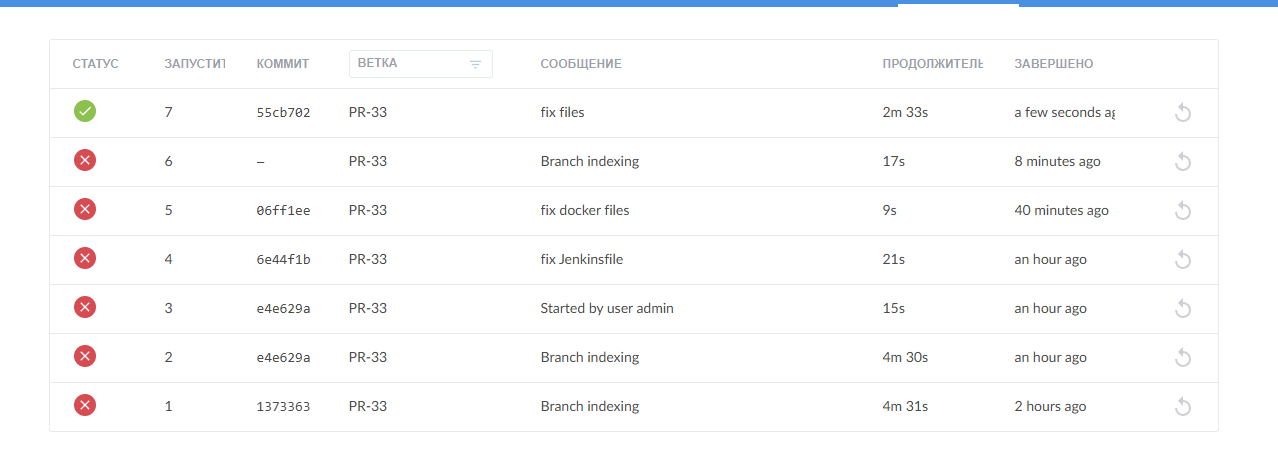 СТАТУС ЗАПУСТИТ КОММИТ ВЕТКА СООБЩЕНИЕ ПРОДОЛЖИТЕЛЬ ЗАВЕРШЕНО
7 55cb702 PR-33 fix files 2m 33s a few seconds ag
6 – PR-33 Branch indexing 17s 8 minutes ago
5 06ff1ee PR-33 fix docker files 9s 40 minutes ago
4 6e44f1b PR-33 fix Jenkinsfile 21s an hour ago
3 e4e629a PR-33 Started by user admin 15s an hour ago
2 e4e629a PR-33 Branch indexing 4m 30s an hour ago
1 1373363 PR-33 Branch indexing 4m 31s 2 hours ago